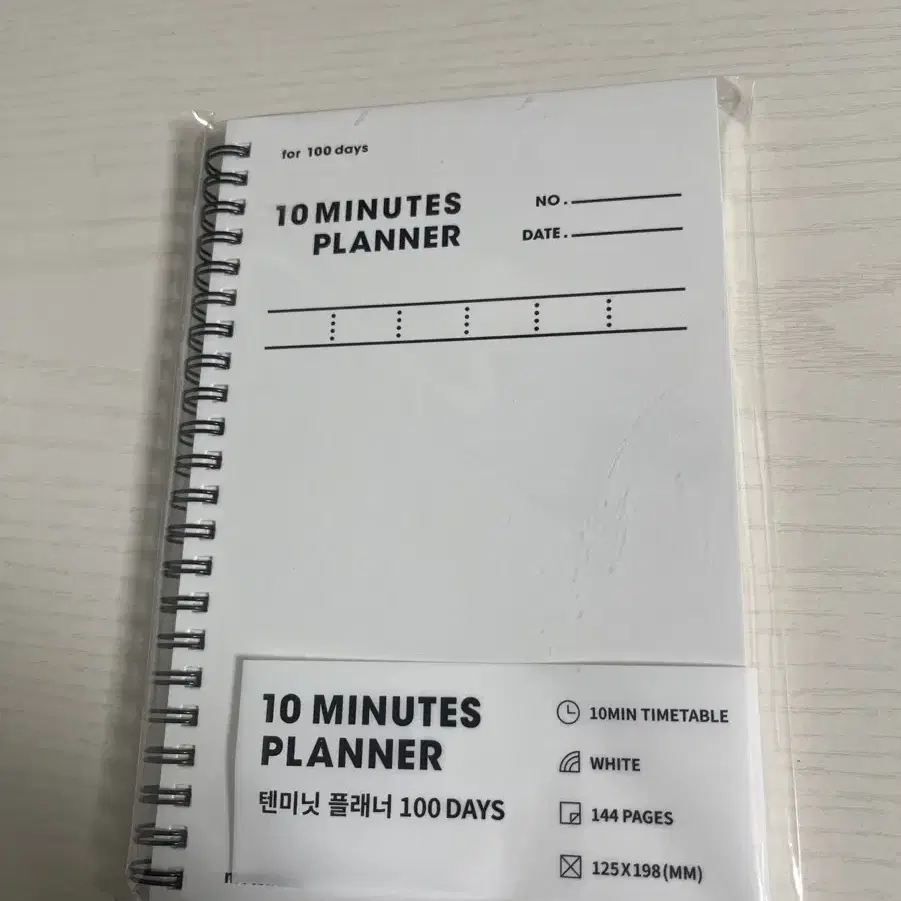 for 100 days
10 MINUTES
PLANNER
NO.
DATE.
10 MINUTES
PLANNER
텐미닛 플래너 100 DAYS
10MIN TIMETABLE
WHITE
144 PAGES
125X198(MM)